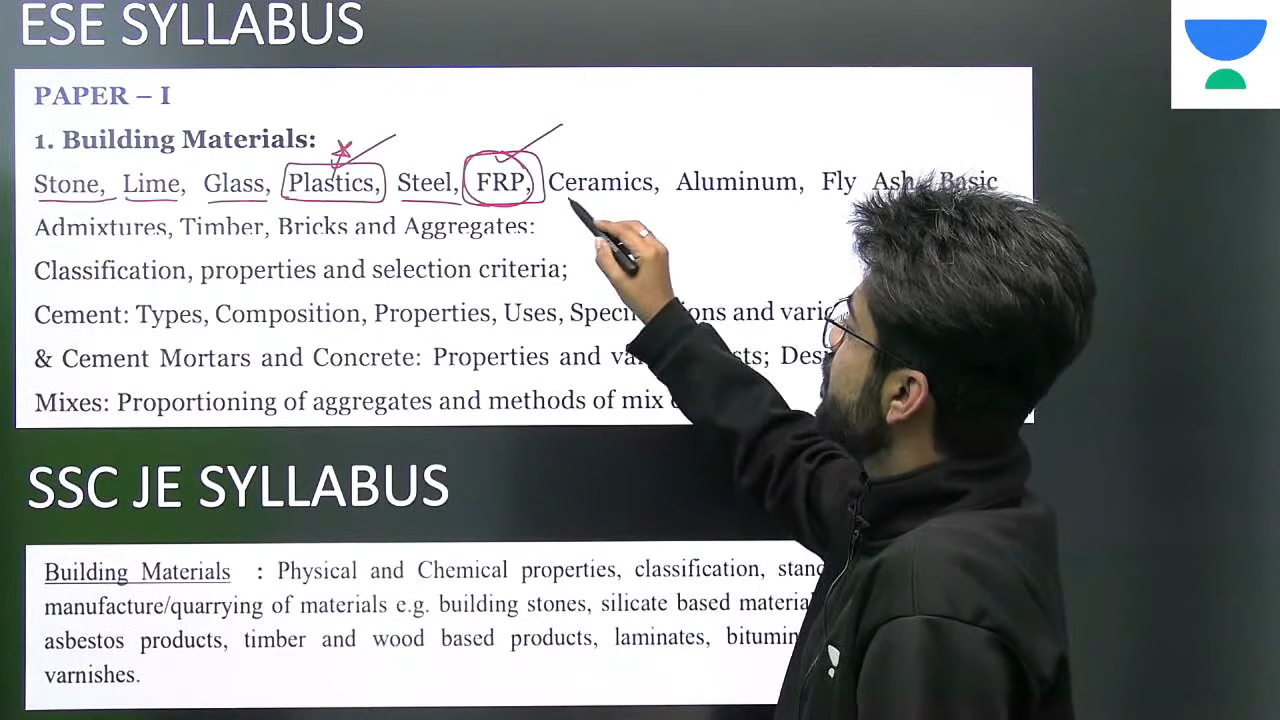 ESE SYLLABUS
PAPER – I
1. Building Materials:
Stone, Lime, Glass, Plastics, Steel, FRP, Ceramics, Aluminum, Fly Ash, Basic
Admixtures, Timber, Bricks and Aggregates:
Classification, properties and selection criteria;
Cement: Types, Composition, Properties, Uses, and
& Cement Mortars and Concrete: Properties and
Mixes: Proportioning of aggregates and methods of mix
SSC JE SYLLABUS
Building Materials : Physical and Chemical properties, classification,
manufacture/quarrying of materials e.g. building stones, silicate based
asbestos products, timber and wood based products, laminates,
varnishes.